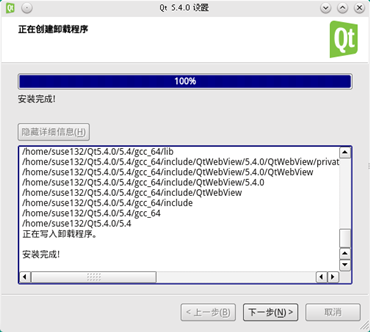 Qt 5.4.0 设置
正在创建卸载程序
Qt
100%
安装完成!
隐藏详细信息(H)
/home/suse132/Qt5.4.0/5.4/gcc_64/lib
/home/suse132/Qt5.4.0/5.4/gcc_64/include/QtWebView/5.4.0/QtWebView/privat
/home/suse132/Qt5.4.0/5.4/gcc_64/include/QtWebView/5.4.0/QtWebView
/home/suse132/Qt5.4.0/5.4/gcc_64/include/QtWebView/5.4.0
/home/suse132/Qt5.4.0/5.4/gcc_64/include/QtWebView
/home/suse132/Qt5.4.0/5.4/gcc_64/include
/home/suse132/Qt5.4.0/5.4/gcc_64
/home/suse132/Qt5.4.0/5.4
正在写入卸载程序。
安装完成!
< 上一步(B)
下一步(N) >
取消